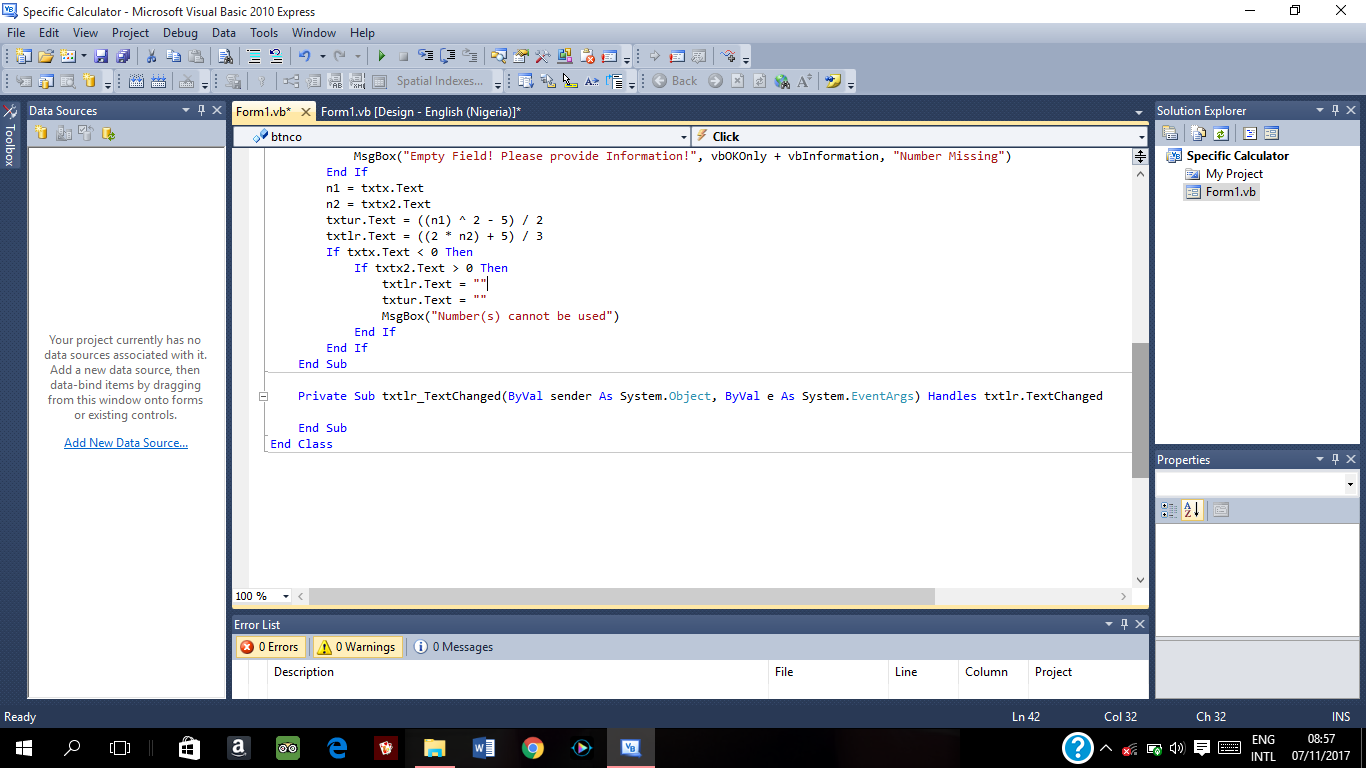 Specific Calculator - Microsoft Visual Basic 2010 Express
File Edit View Project Debug Data Tools Window Help
Spatial Indexes...
Back
Toolbox
Data Sources
Your project currently has no
data sources associated with it.
Add a new data source, then
data-bind items by dragging
from this window onto forms
or existing controls.
Add New Data Source...
Form1.vb* Form1.vb [Design - English (Nigeria)]*
btnco Click
MsgBox("Empty Field! Please provide Information!", vbOKOnly + vbInformation, "Number Missing")
End If
n1 = txtx.Text
n2 = txtx2.Text
txtur.Text = ((n1) ^ 2 - 5) / 2
txtlr.Text = ((2 * n2) + 5) / 3
If txtx.Text < 0 Then
If txtx2.Text > 0 Then
txtlr.Text = ""
txtur.Text = ""
MsgBox("Number(s) cannot be used")
End If
End If
End Sub
Private Sub txtlr_TextChanged(ByVal sender As System.Object, ByVal e As System.EventArgs) Handles txtlr.TextChanged
End Sub
End Class
100 %
Error List
0 Errors 0 Warnings 0 Messages
Description File Line Column Project
Solution Explorer
Specific Calculator
My Project
Form1.vb
Properties
Ready Ln 42 Col 32 Ch 32 INS
ENG
INTL
08:57
07/11/2017